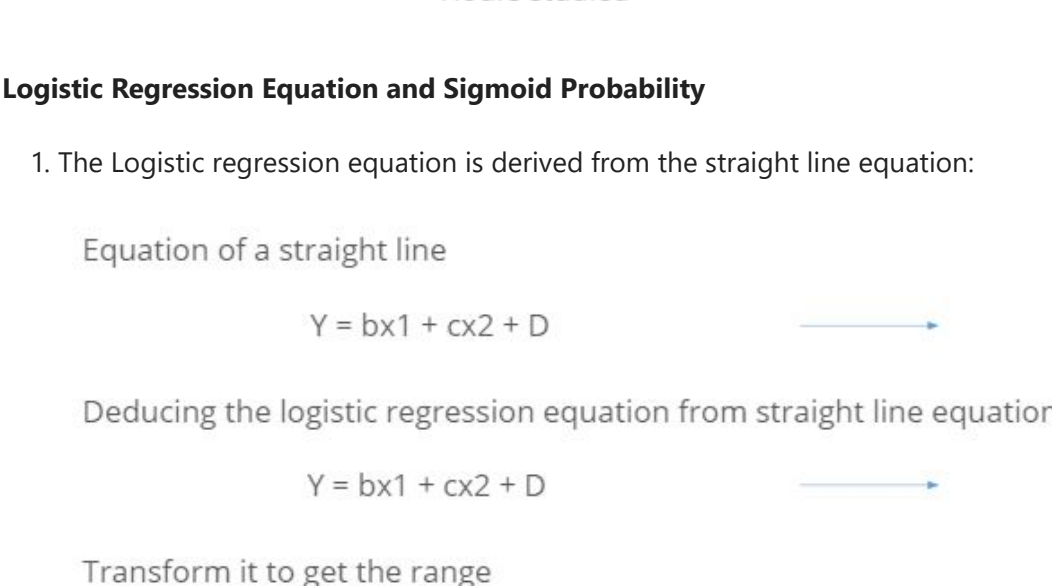 Logistic Regression Equation and Sigmoid Probability
1. The Logistic regression equation is derived from the straight line equation:
Equation of a straight line
Y = bx1 + cx2 + D
Deducing the logistic regression equation from straight line equation
Y = bx1 + cx2 + D
Transform it to get the range